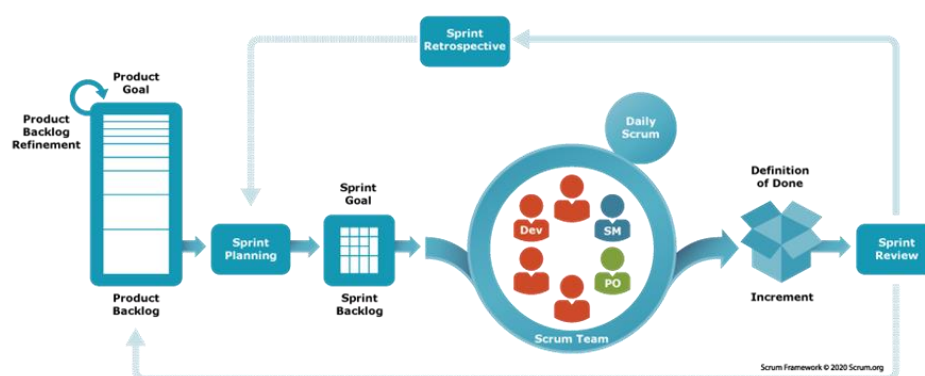 Sprint
Retrospective
Product
Goal
Product
Backlog
Refinement
Daily
Scrum
Sprint
Goal
Definition
of Done
Dev
SM
Sprint
Planning
Sprint
Review
PO
Product
Backlog
Sprint
Backlog
Increment
Scrum Team
Scrum Framework © 2020 Scrum.org